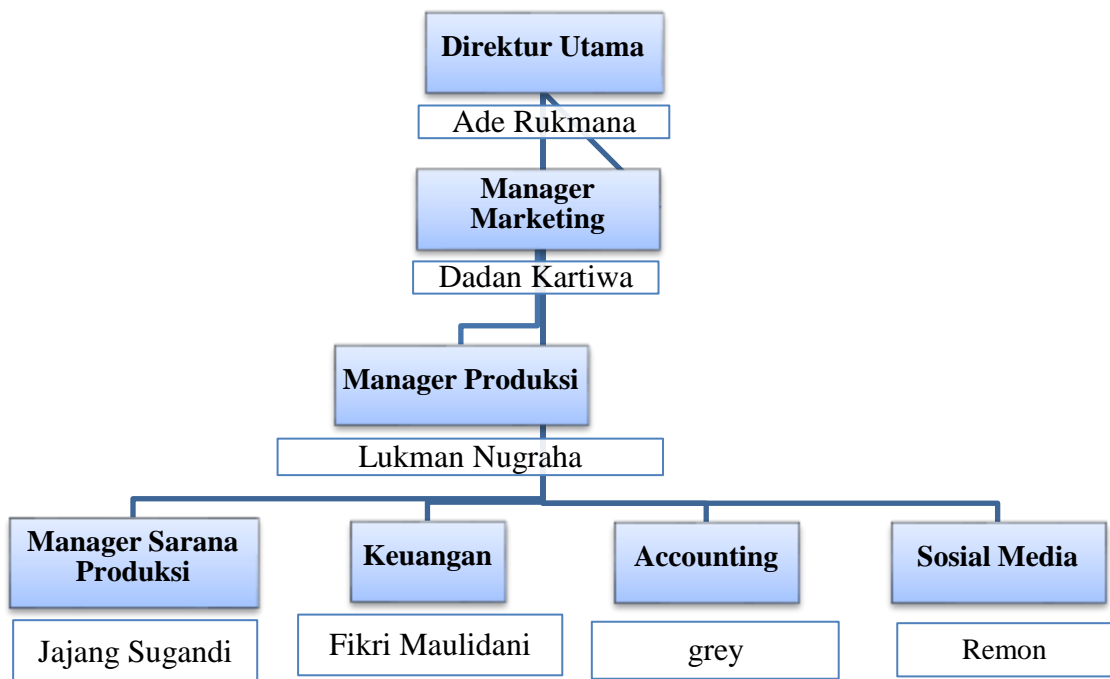 Direktur Utama
Ade Rukmana
Manager
Marketing
Dadan Kartiwa
Manager Produksi
Lukman Nugraha
Manager Sarana
Produksi
Jajang Sugandi
Keuangan
Fikri Maulidani
Accounting
grey
Sosial Media
Remon